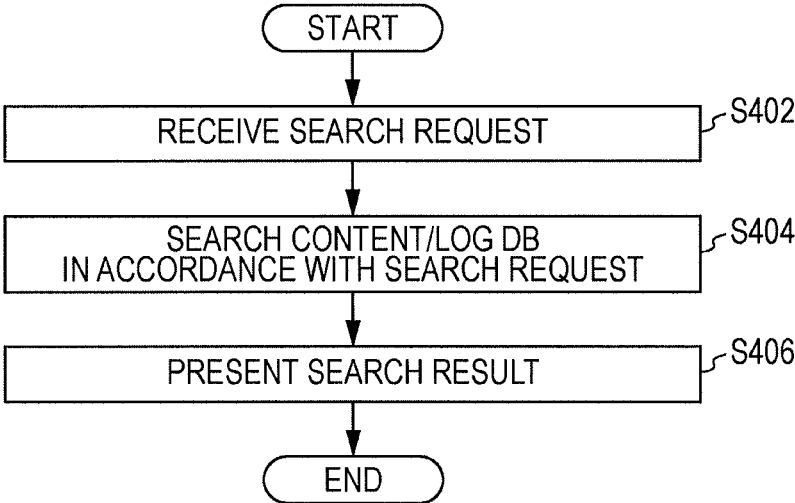 START
RECEIVE SEARCH REQUEST
S402
SEARCH CONTENT/LOG DB
IN ACCORDANCE WITH SEARCH REQUEST
S404
PRESENT SEARCH RESULT
S406
END